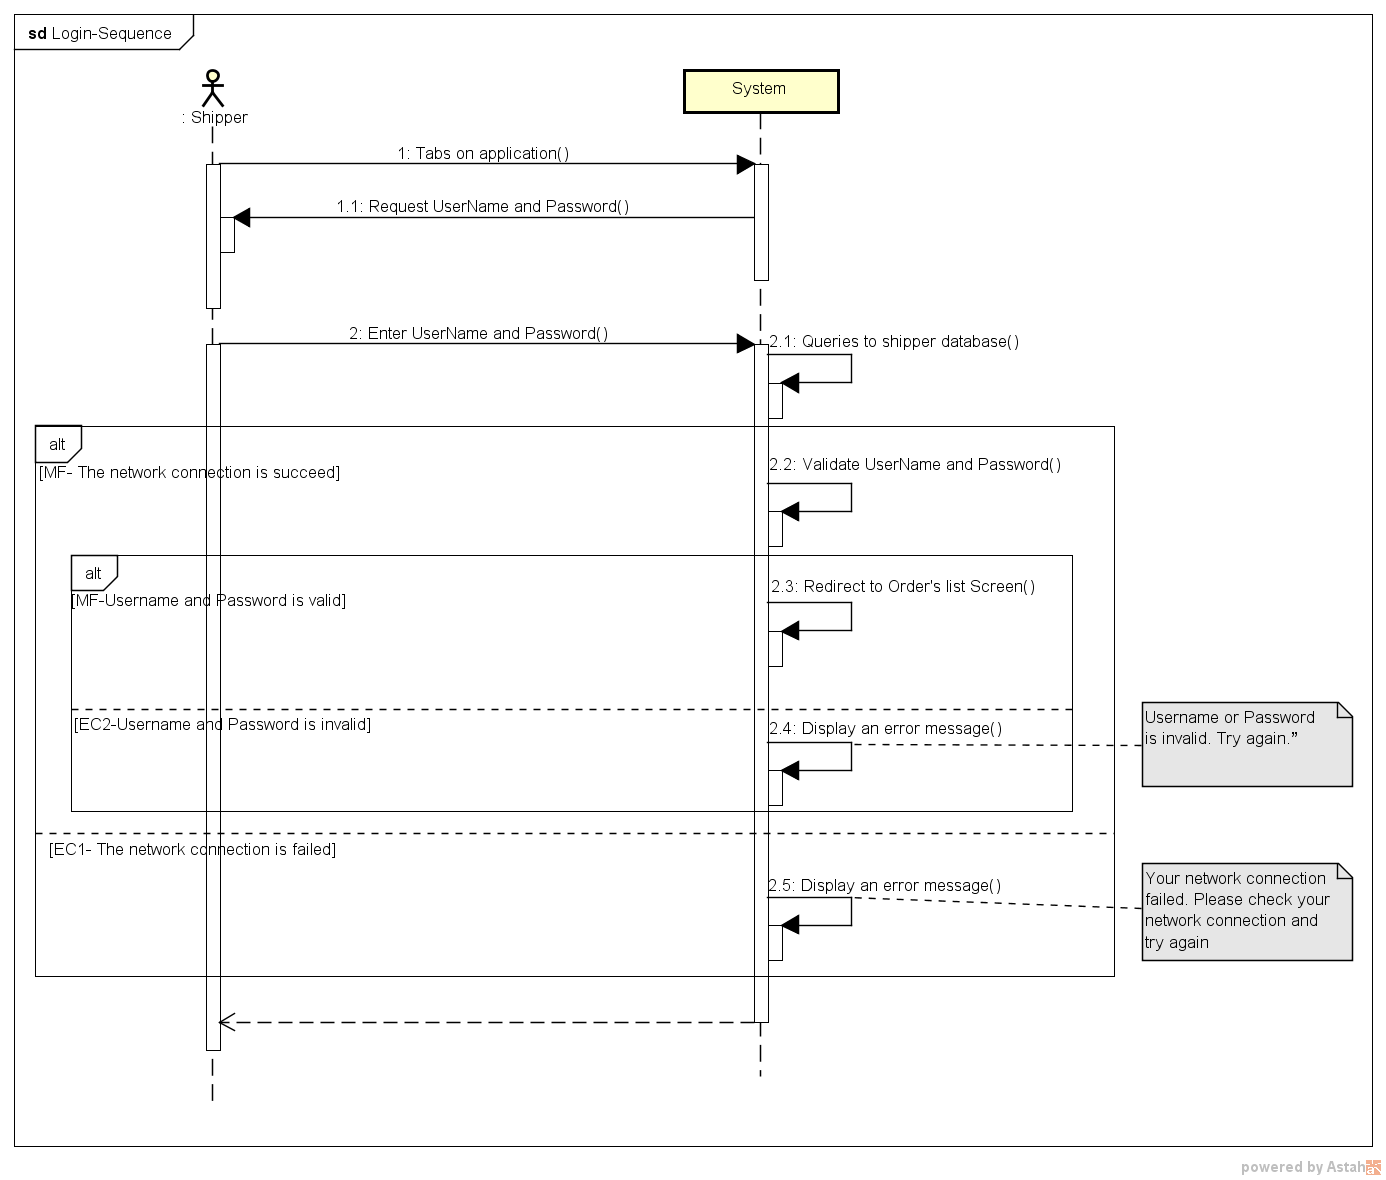 sd Login-Sequence
: Shipper
System
1: Tabs on application()
1.1: Request UserName and Password()
2: Enter UserName and Password()
2.1: Queries to shipper database()
alt
[MF- The network connection is succeed]
2.2: Validate UserName and Password()
alt
[MF-Username and Password is valid]
2.3: Redirect to Order's list Screen()
[EC2-Username and Password is invalid]
2.4: Display an error message()
Username or Password
is invalid. Try again.”
[EC1- The network connection is failed]
2.5: Display an error message()
Your network connection
failed. Please check your
network connection and
try again
powered by Astah